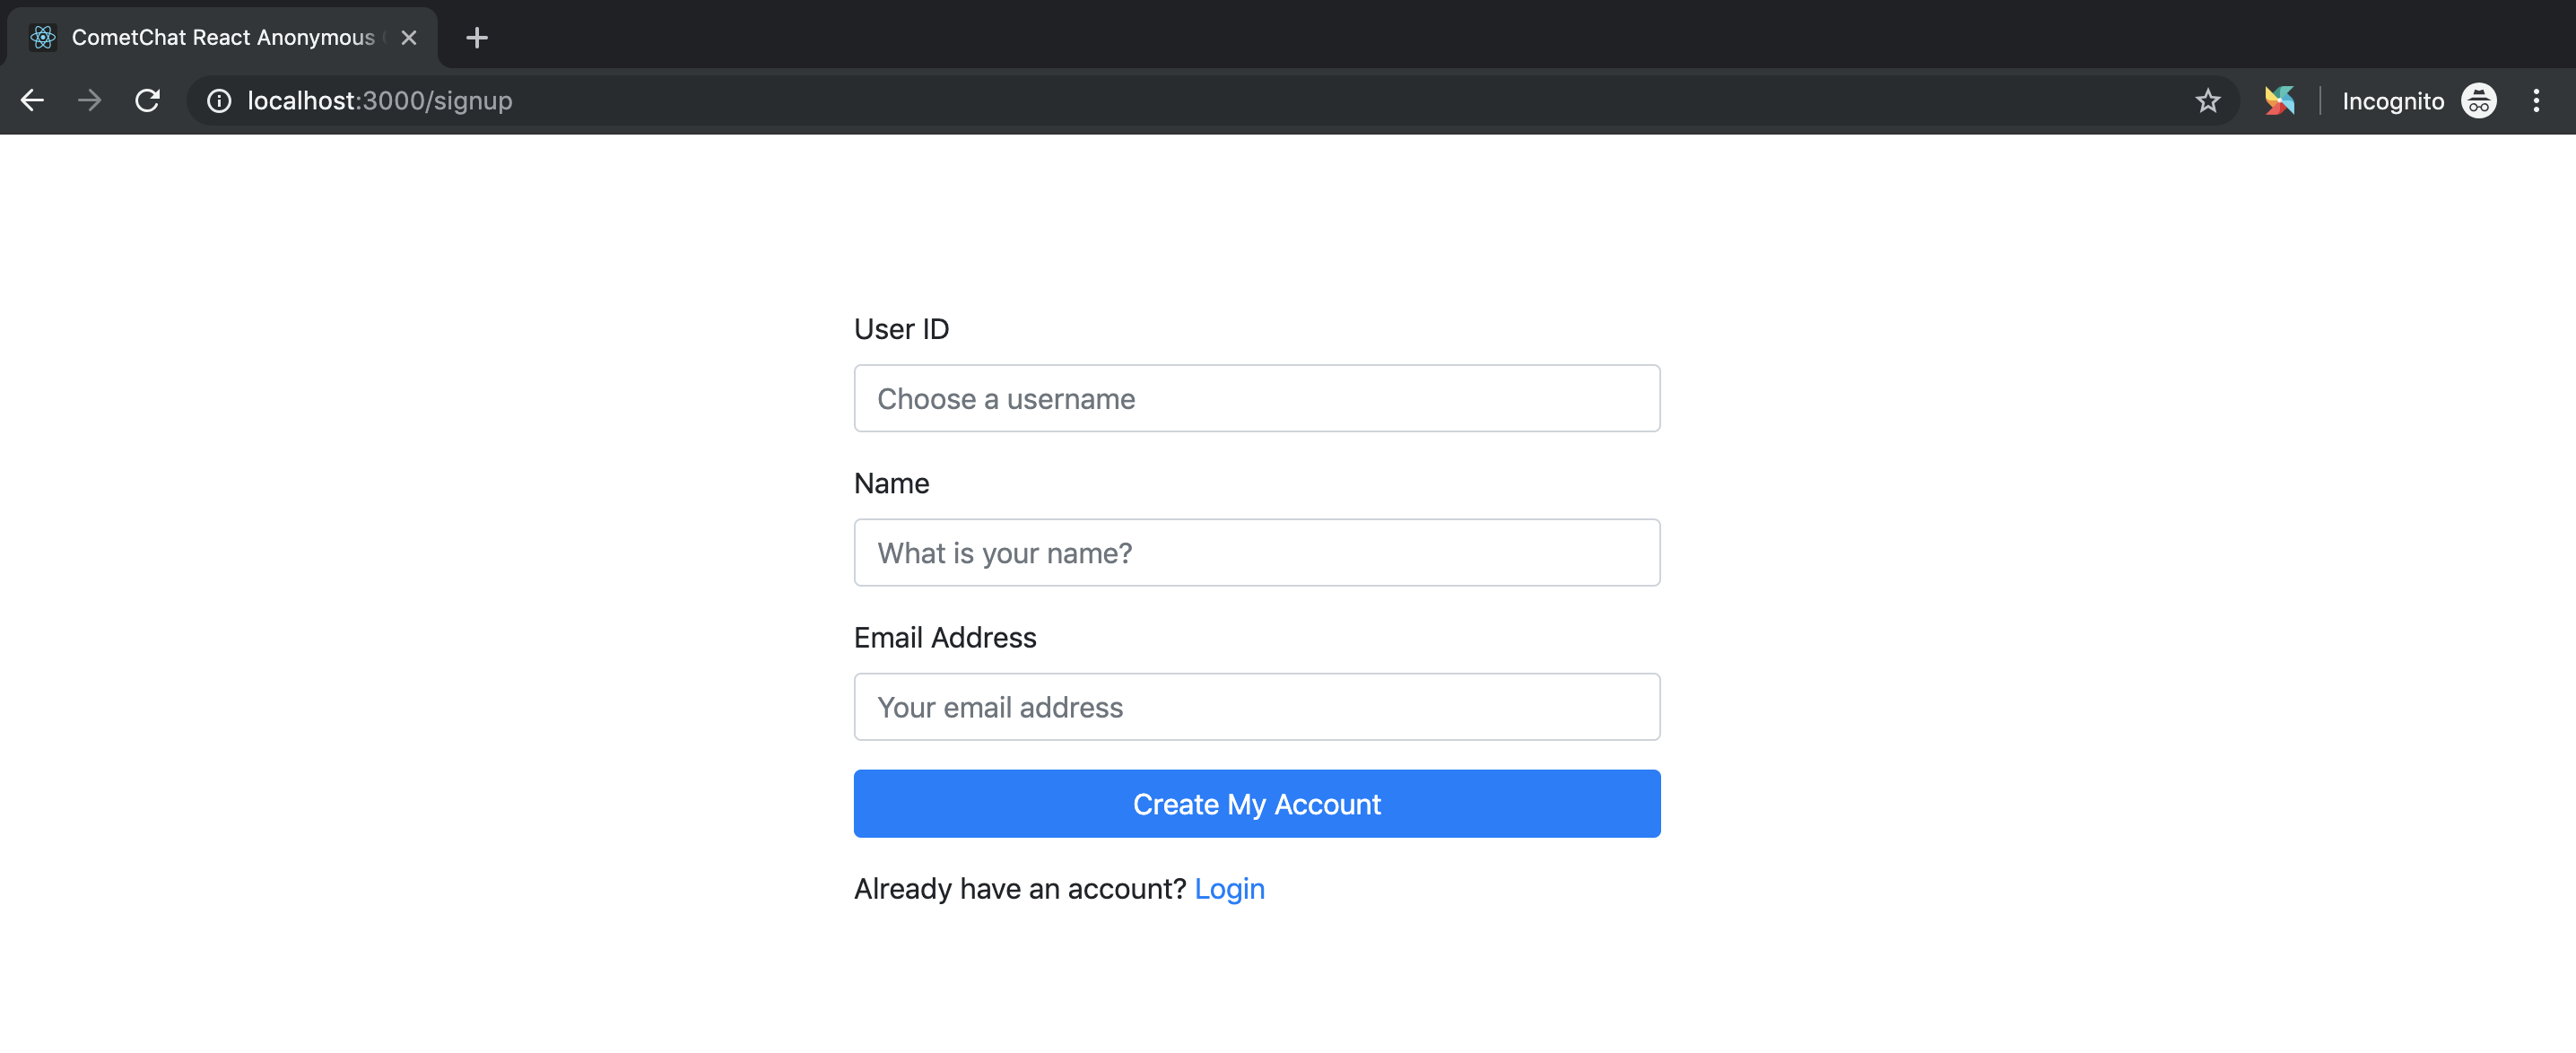 CometChat React Anonymous
localhost:3000/signup
Incognito
User ID
Choose a username
Name
What is your name?
Email Address
Your email address
Create My Account
Already have an account? Login